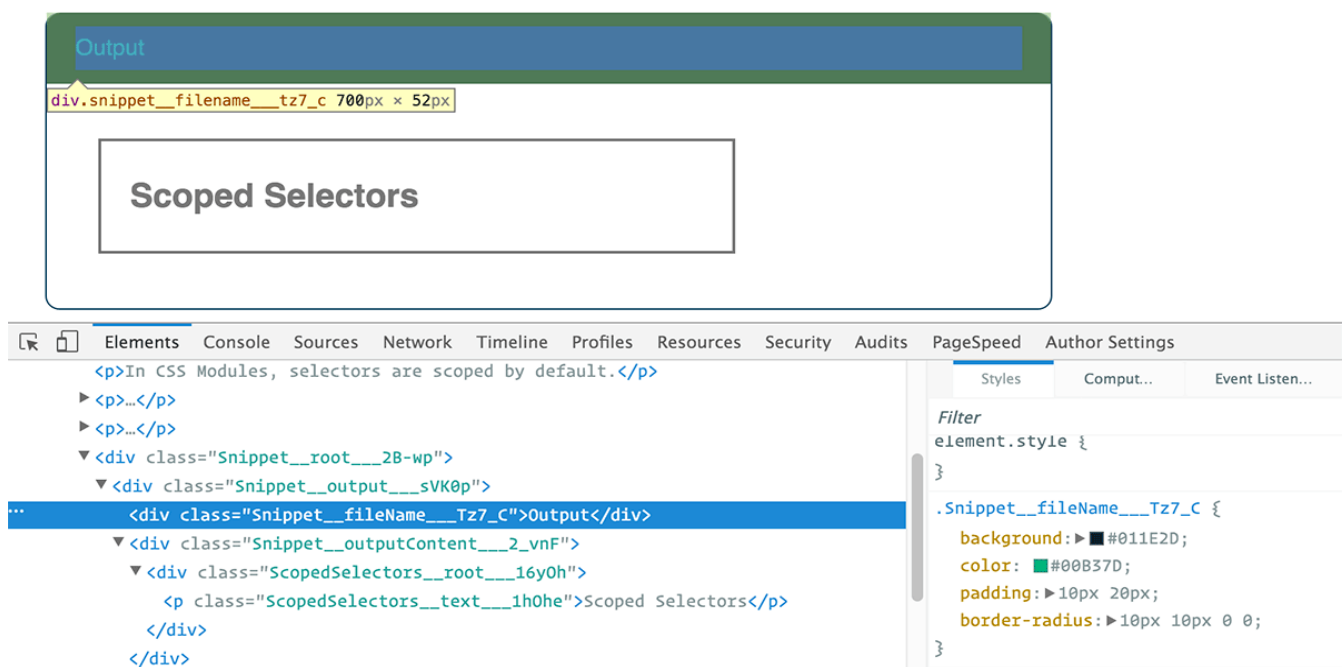 Output
div.snippet__filename___tz7_c 700px × 52px
Scoped Selectors
Elements Console Sources Network Timeline Profiles Resources Security Audits PageSpeed Author Settings
<p>In CSS Modules, selectors are scoped by default.</p>
▶<p>…</p>
▶<p>…</p>
▼<div class="Snippet__root___2B-wp">
▼<div class="Snippet__output___sVK0p">
… <div class="Snippet__fileName___Tz7_C">Output</div>
▼<div class="Snippet__outputContent___2_vnF">
▼<div class="ScopedSelectors__root___16yOh">
<p class="ScopedSelectors__text___1hOhe">Scoped Selectors</p>
</div>
</div>
Styles Comput... Event Listen...
Filter
element.style {
}
.Snippet__fileName___Tz7_C {
background:▶#011E2D;
color: #00B37D;
padding:▶10px 20px;
border-radius:▶10px 10px 0 0;
}